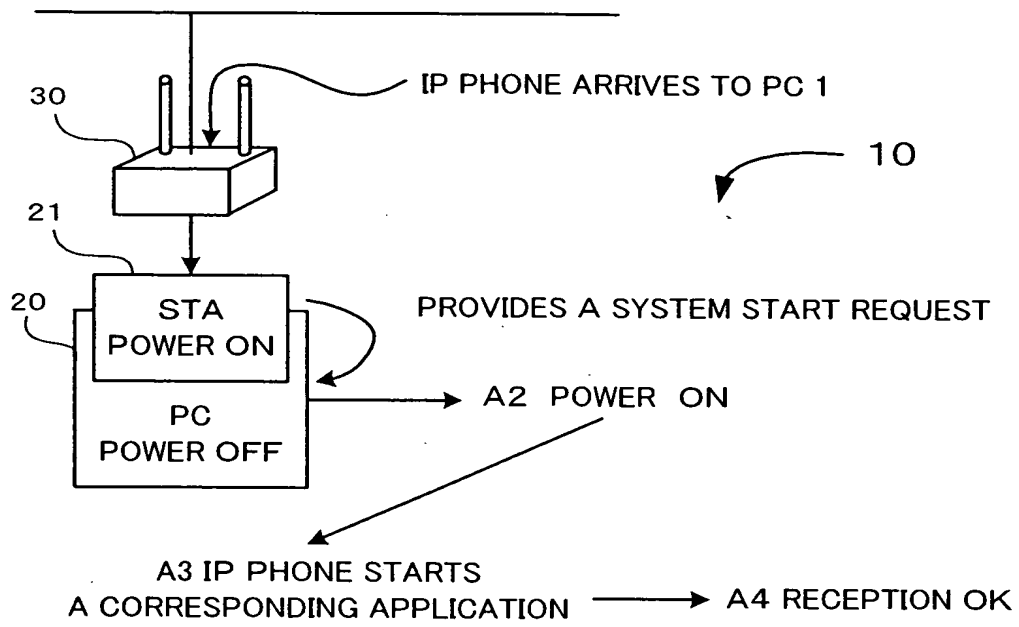 30
IP PHONE ARRIVES TO PC 1
10
21
20
STA
POWER ON
PROVIDES A SYSTEM START REQUEST
PC
POWER OFF
A2 POWER ON
A3 IP PHONE STARTS
A CORRESPONDING APPLICATION
A4 RECEPTION OK